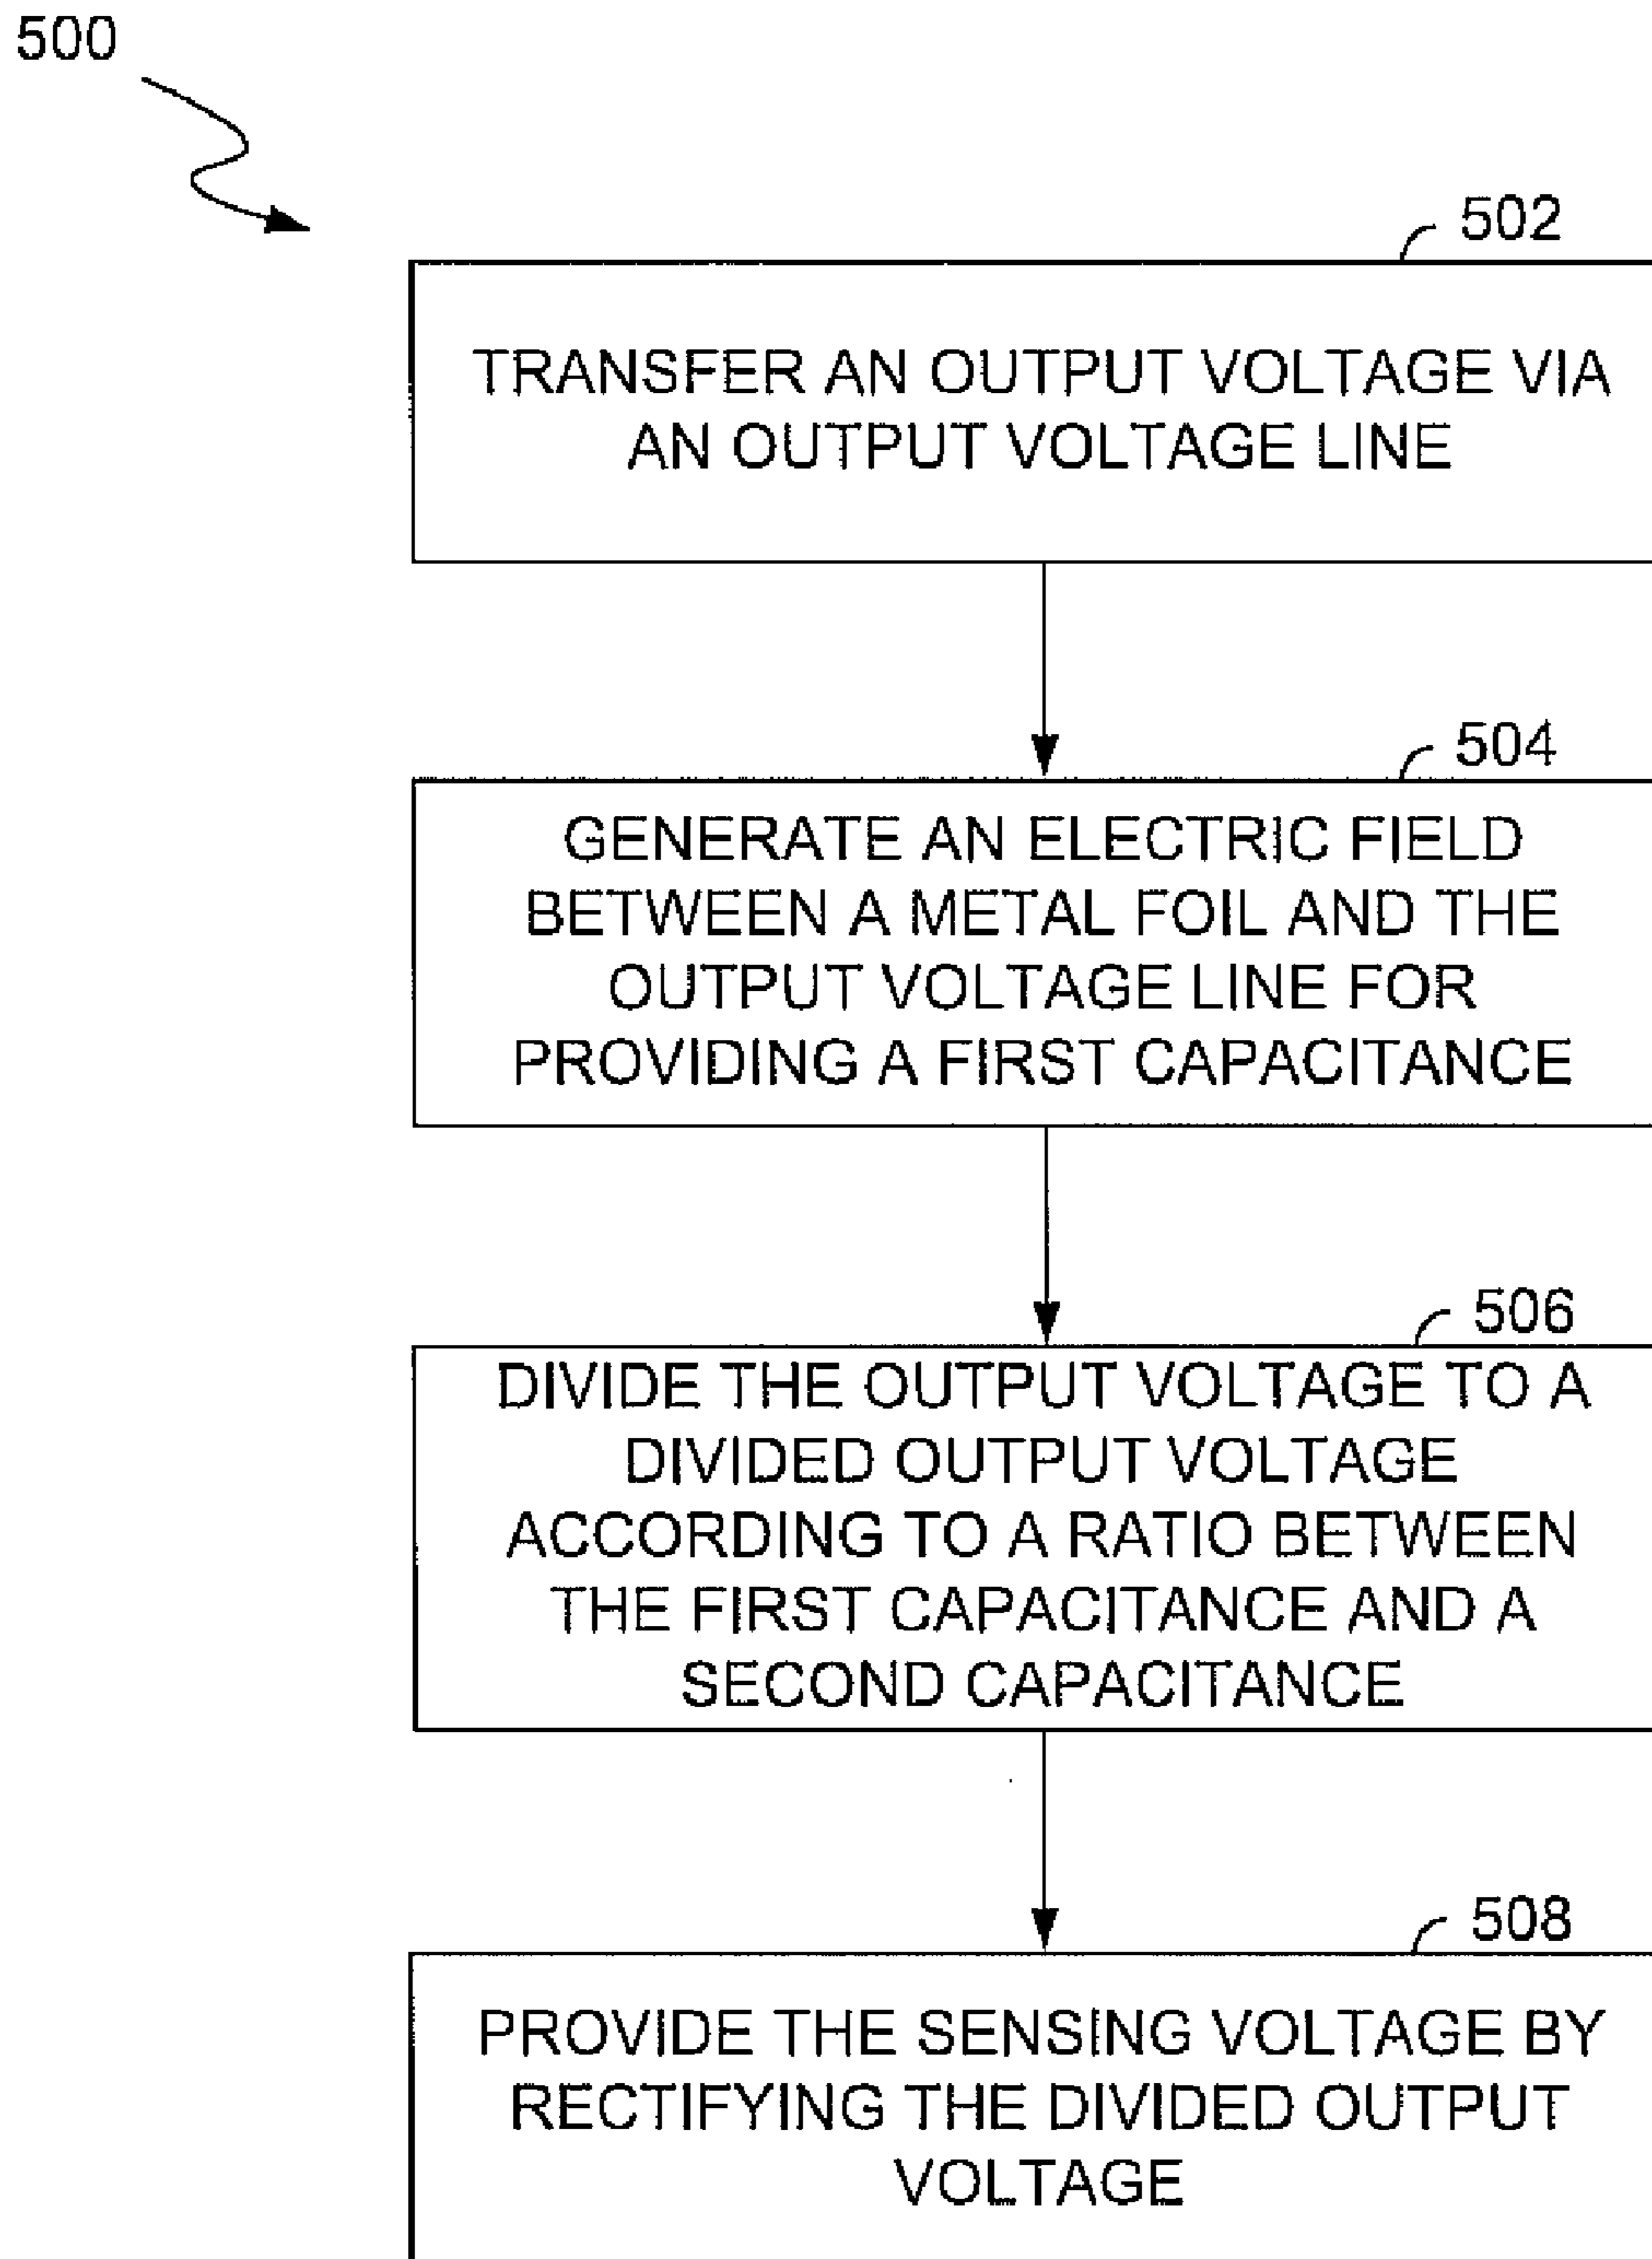 500
502
TRANSFER AN OUTPUT VOLTAGE VIA
AN OUTPUT VOLTAGE LINE
504
GENERATE AN ELECTRIC FIELD
BETWEEN A METAL FOIL AND THE
OUTPUT VOLTAGE LINE FOR
PROVIDING A FIRST CAPACITANCE
506
DIVIDE THE OUTPUT VOLTAGE TO A
DIVIDED OUTPUT VOLTAGE
ACCORDING TO A RATIO BETWEEN
THE FIRST CAPACITANCE AND A
SECOND CAPACITANCE
508
PROVIDE THE SENSING VOLTAGE BY
RECTIFYING THE DIVIDED OUTPUT
VOLTAGE